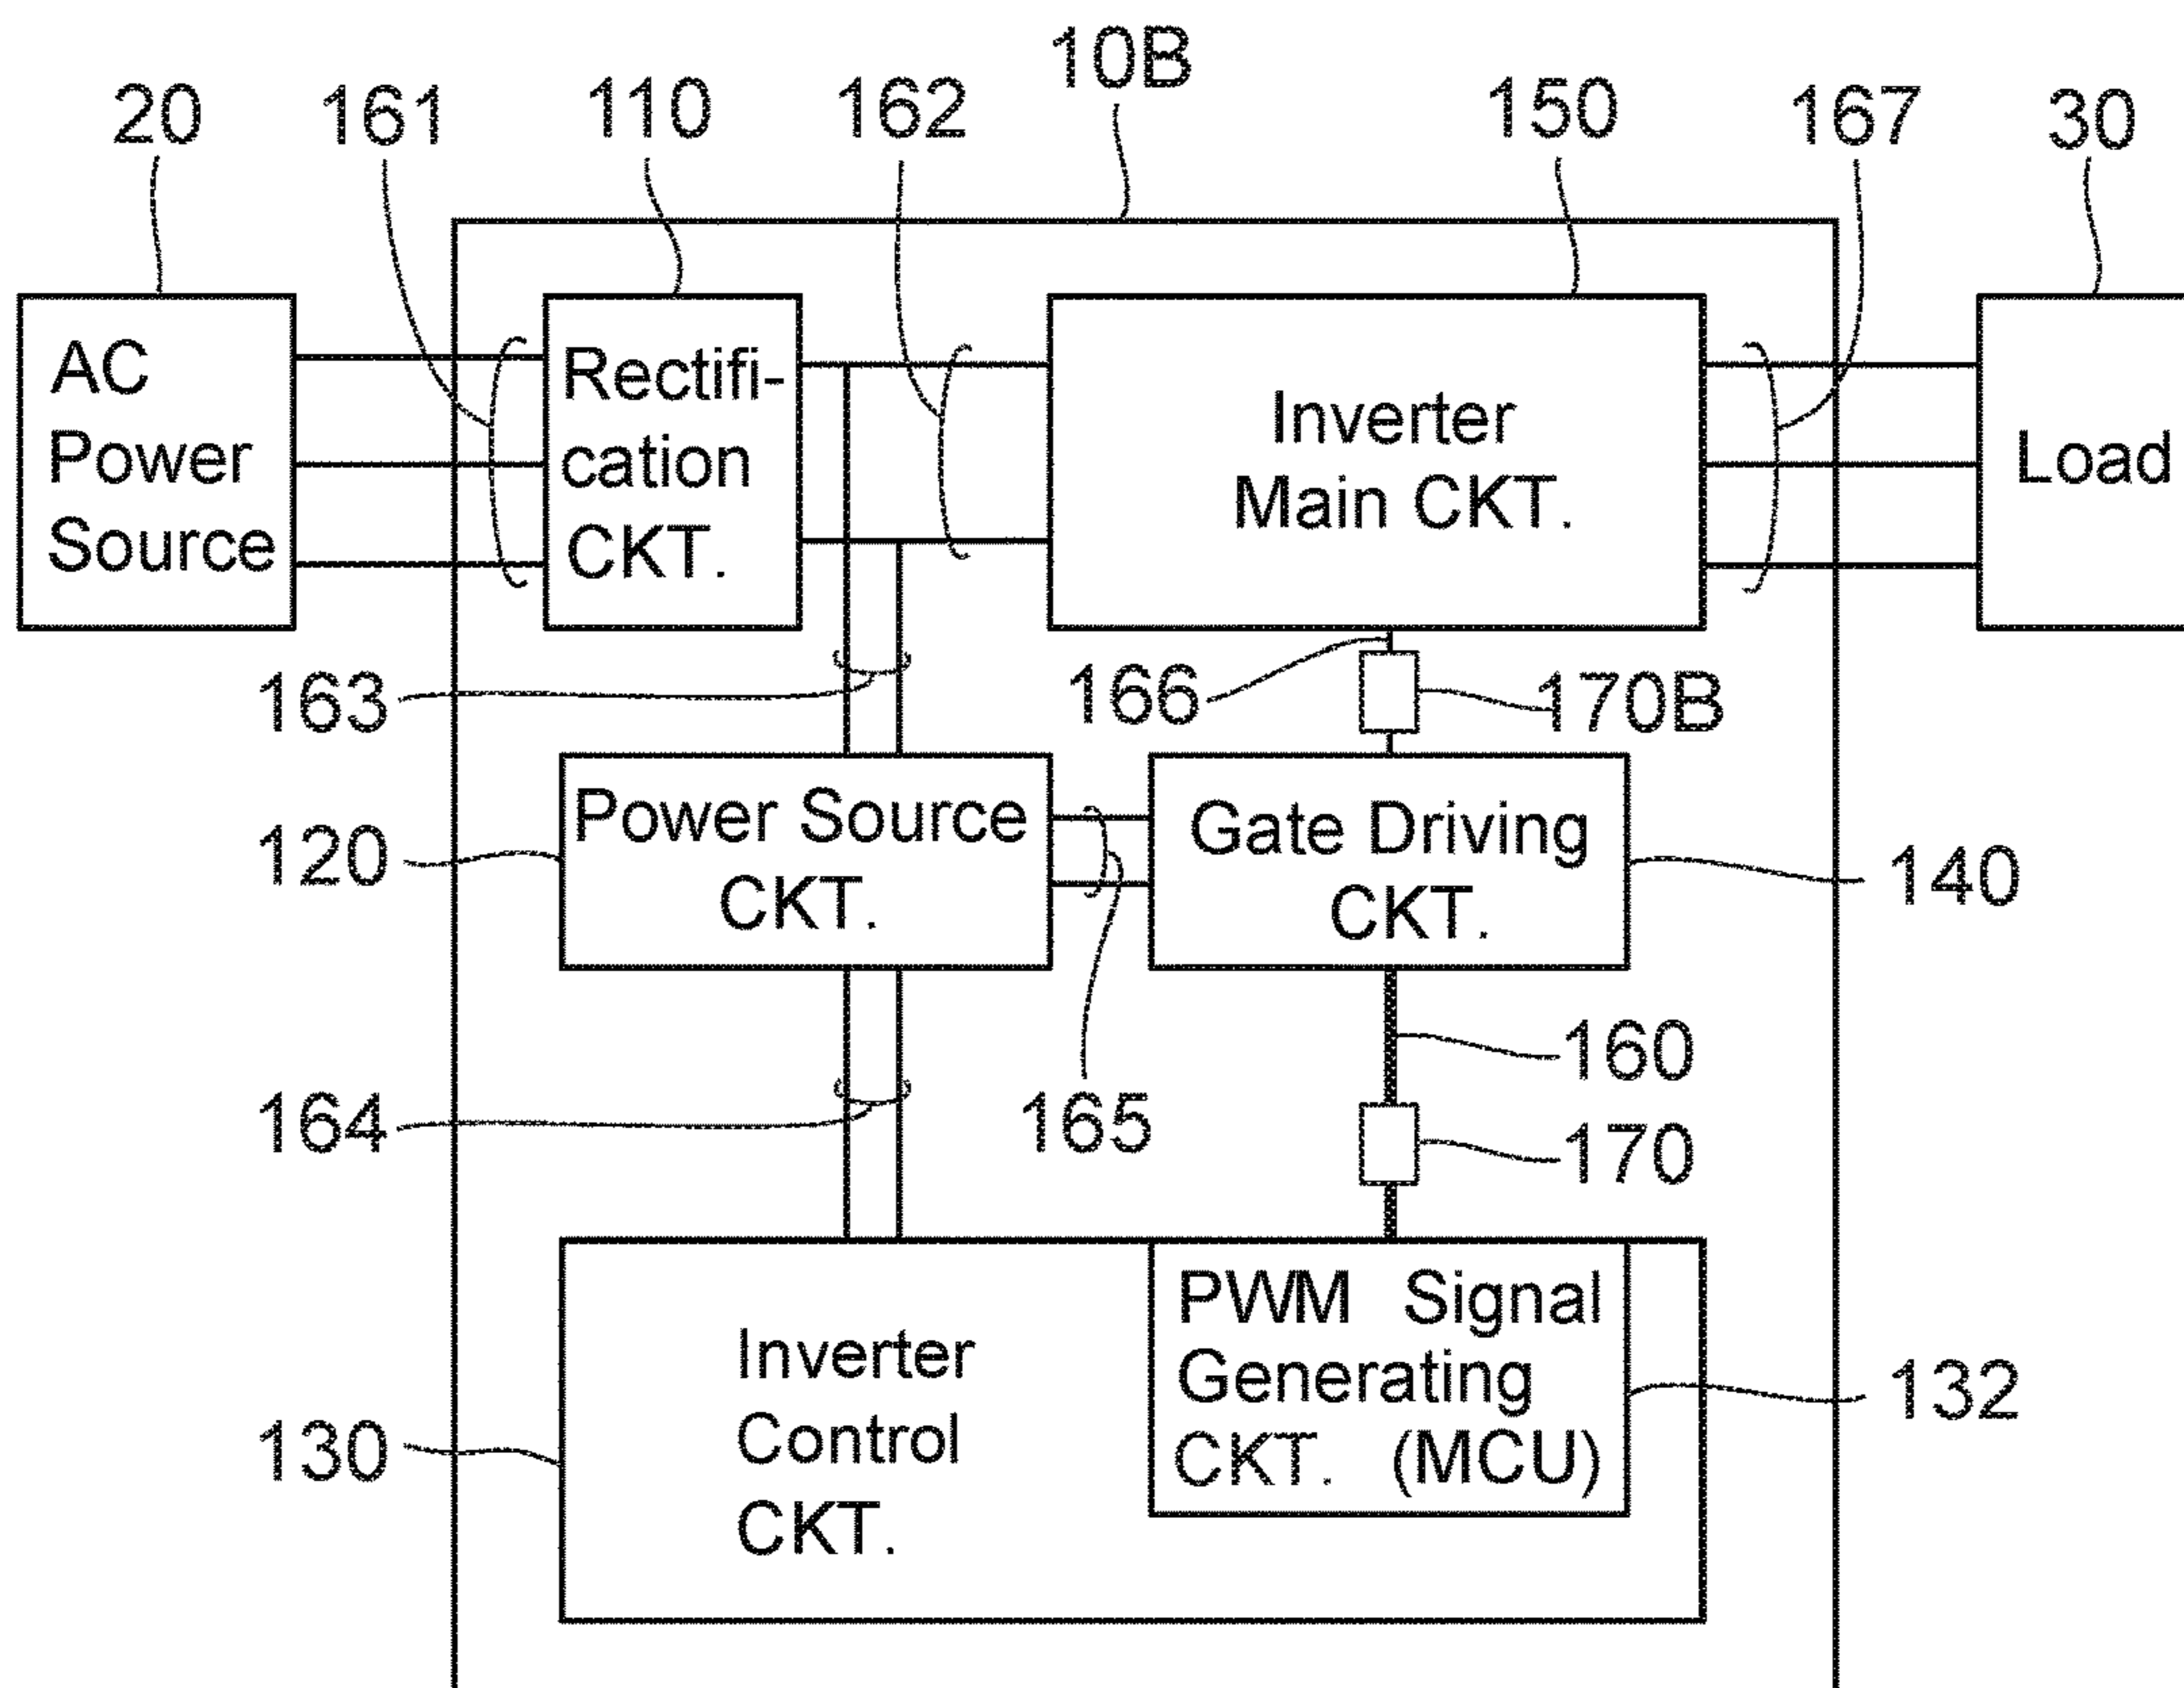 10B
20
161
110
162
150
167
30
AC
Power
Source
Rectifi-
cation
CKT.
Inverter
Main CKT.
Load
163
166
170B
120
Power Source
CKT.
Gate Driving
CKT.
140
160
164
165
170
130
Inverter
Control
CKT.
PWM Signal
Generating
CKT. (MCU)
132